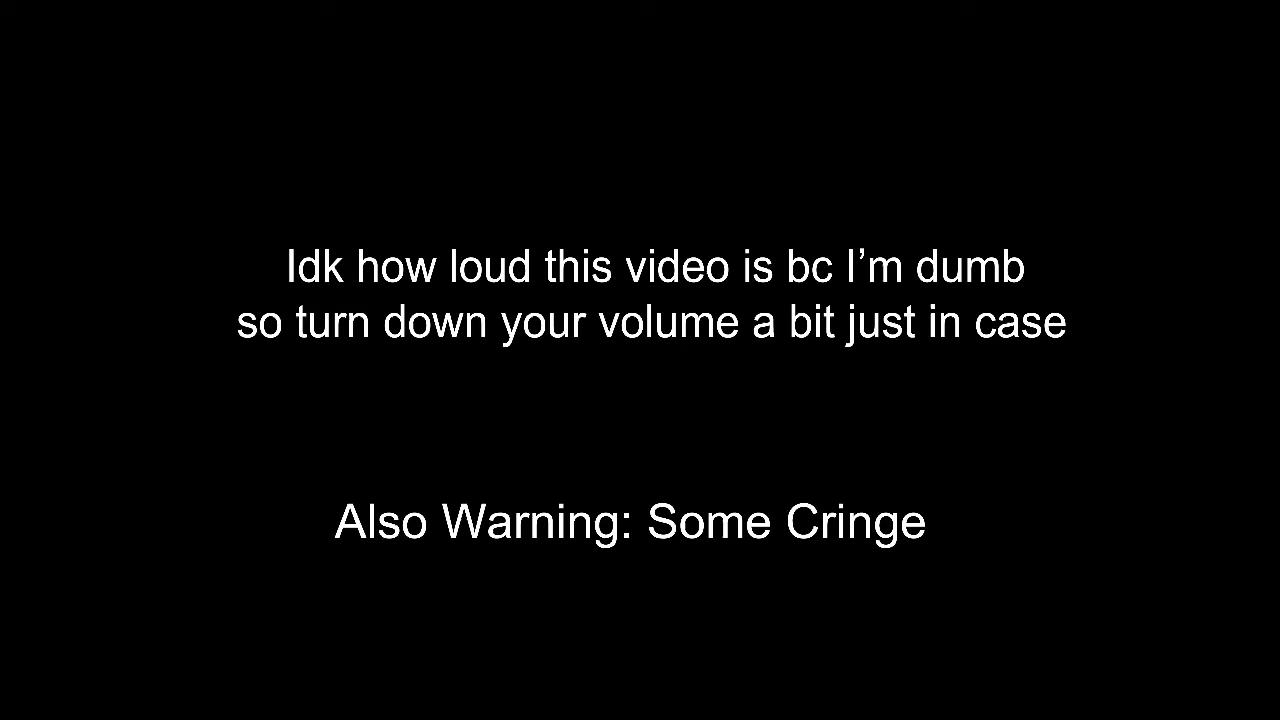 Idk how loud this video is bc I’m dumb
so turn down your volume a bit just in case
Also Warning: Some Cringe